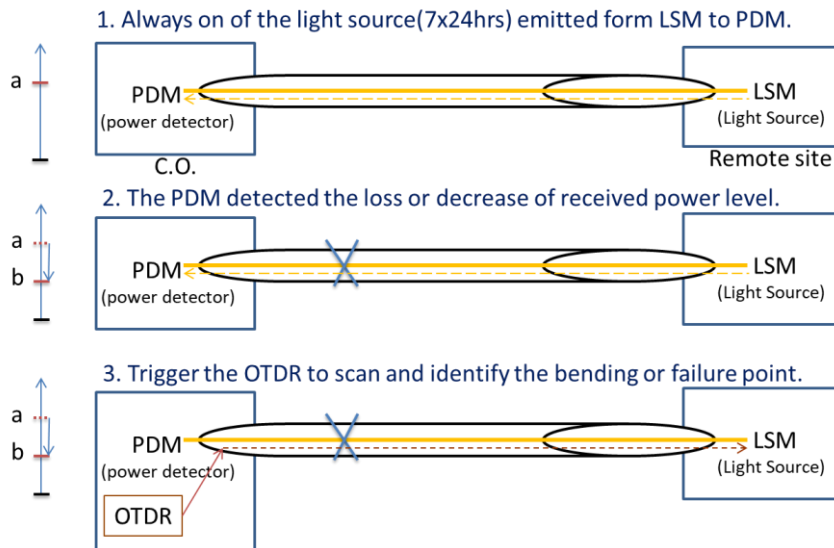 1. Always on of the light source(7x24hrs) emitted form LSM to PDM.
a
PDM
(power detector)
C.O.
LSM
(Light Source)
Remote site
2. The PDM detected the loss or decrease of received power level.
a
b
PDM
(power detector)
LSM
(Light Source)
3. Trigger the OTDR to scan and identify the bending or failure point.
a
b
PDM
(power detector)
OTDR
LSM
(Light Source)